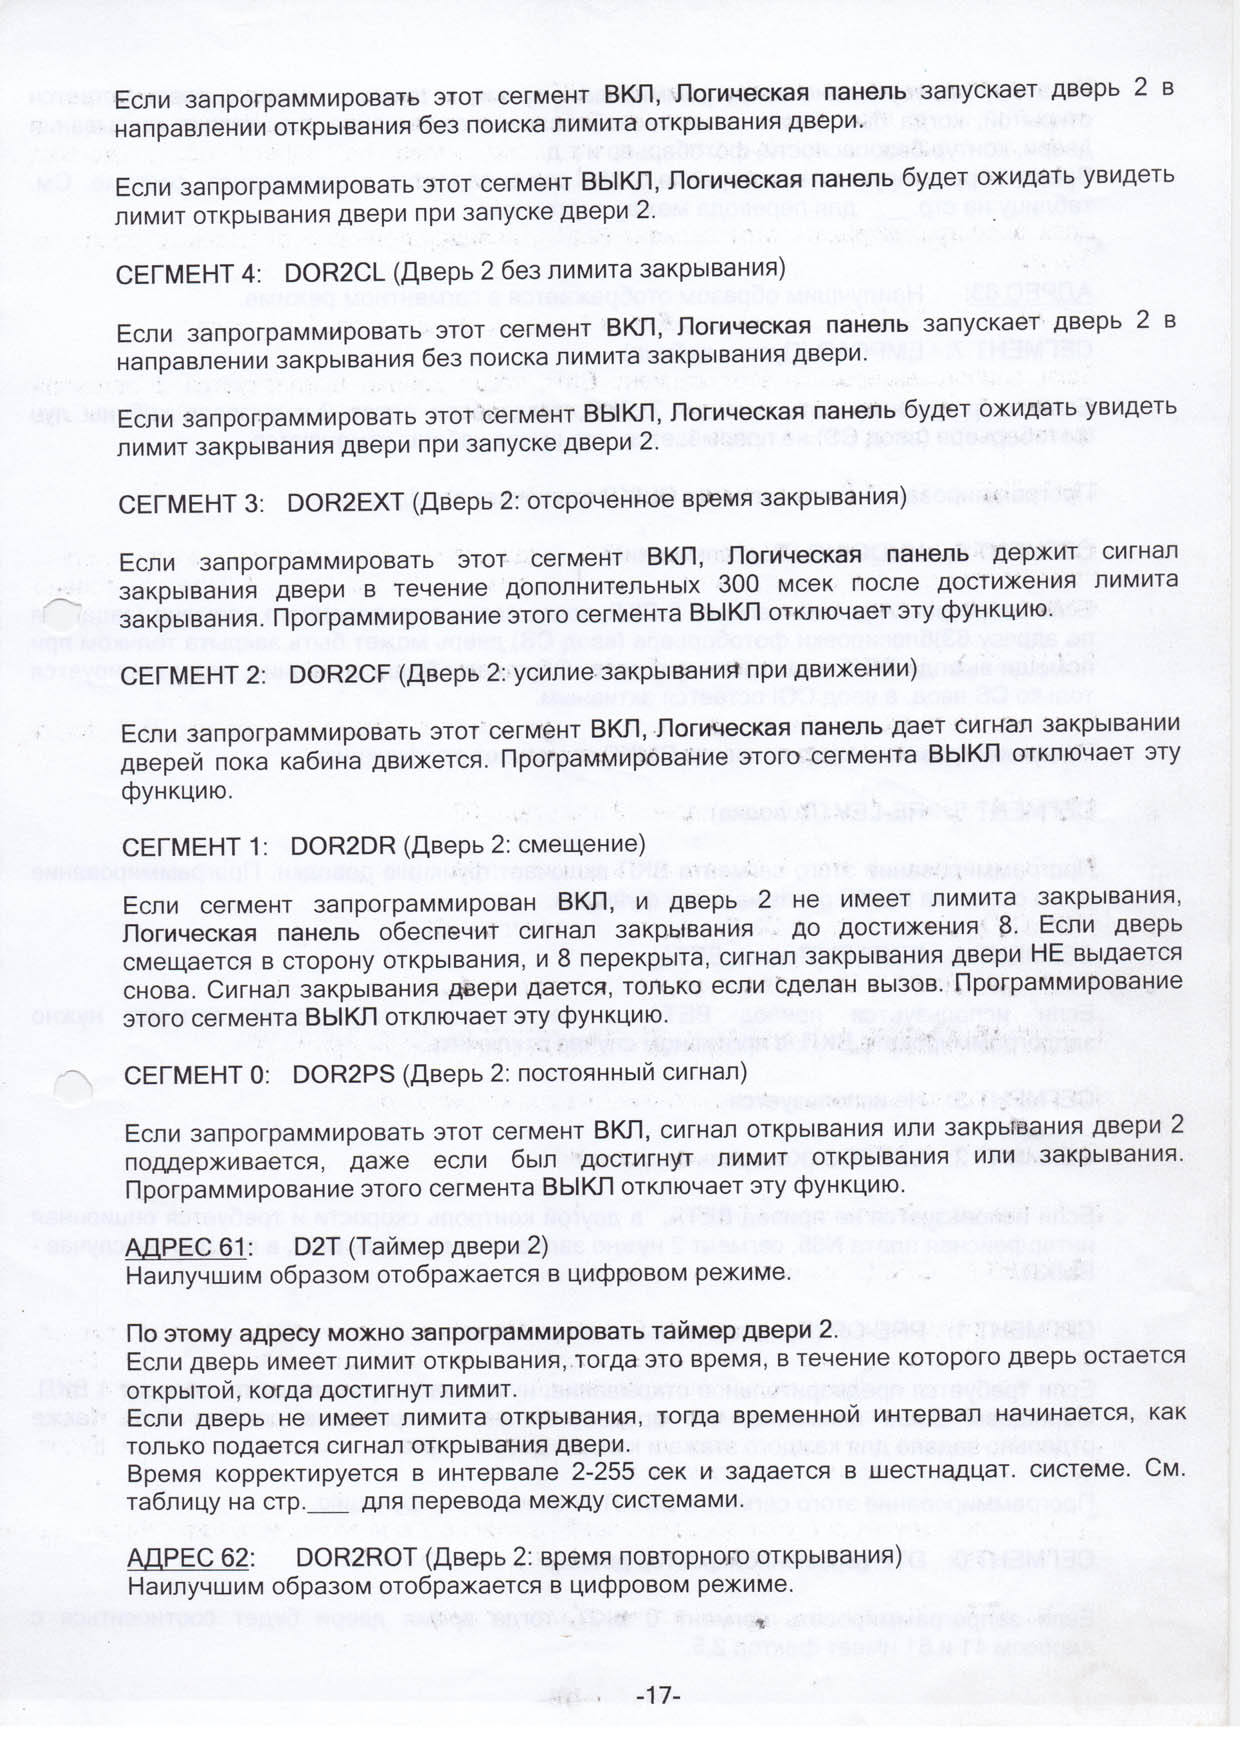 Если запрограммировать этот сегмент ВКЛ, Логическая панель запускает дверь 2 в
направлении открывания без поиска лимита открывания двери.
Если запрограммировать этот сегмент ВЫКЛ, Логическая панель будет ожидать увидеть
лимит открывания двери при запуске двери 2.
СЕГМЕНТ 4: DOR2CL (Дверь 2 без лимита закрывания)
Если запрограммировать этот сегмент ВКЛ, Логическая панель запускает дверь 2 в
направлении закрывания без поиска лимита закрывания двери.
Если запрограммировать этот сегмент ВЫКЛ, Логическая панель будет ожидать увидеть
лимит закрывания двери при запуске двери 2.
СЕГМЕНТ 3: DOR2EXT (Дверь 2: отсроченное время закрывания)
Если запрограммировать этот сегмент ВКЛ, Логическая панель держит сигнал
закрывания двери в течение дополнительных 300 мсек после достижения лимита
закрывания. Программирование этого сегмента ВЫКЛ отключает эту функцию.
СЕГМЕНТ 2: DOR2CF (Дверь 2: усилие закрывания при движении)
Если запрограммировать этот сегмент ВКЛ, Логическая панель дает сигнал закрывании
дверей пока кабина движется. Программирование этого сегмента ВЫКЛ отключает эту
функцию.
СЕГМЕНТ 1: DOR2DR (Дверь 2: смещение)
Если сегмент запрограммирован ВКЛ, и дверь 2 не имеет лимита закрывания,
Логическая панель обеспечит сигнал закрывания до достижения 8. Если дверь
смещается в сторону открывания, и 8 перекрыта, сигнал закрывания двери НЕ выдается
снова. Сигнал закрывания двери дается, только если сделан вызов. Программирование
этого сегмента ВЫКЛ отключает эту функцию.
СЕГМЕНТ 0: DOR2PS (Дверь 2: постоянный сигнал)
Если запрограммировать этот сегмент ВКЛ, сигнал открывания или закрывания двери 2
поддерживается, даже если был достигнут лимит открывания или закрывания.
Программирование этого сегмента ВЫКЛ отключает эту функцию.
АДРЕС 61: D2T (Таймер двери 2)
Наилучшим образом отображается в цифровом режиме.
По этому адресу можно запрограммировать таймер двери 2.
Если дверь имеет лимит открывания, тогда это время, в течение которого дверь остается
открытой, когда достигнут лимит.
Если дверь не имеет лимита открывания, тогда временной интервал начинается, как
только подается сигнал открывания двери.
Время корректируется в интервале 2-255 сек и задается в шестнадцат. системе. См.
таблицу на стр.___ для перевода между системами.
АДРЕС 62: DOR2ROT (Дверь 2: время повторного открывания)
Наилучшим образом отображается в цифровом режиме.
-17-